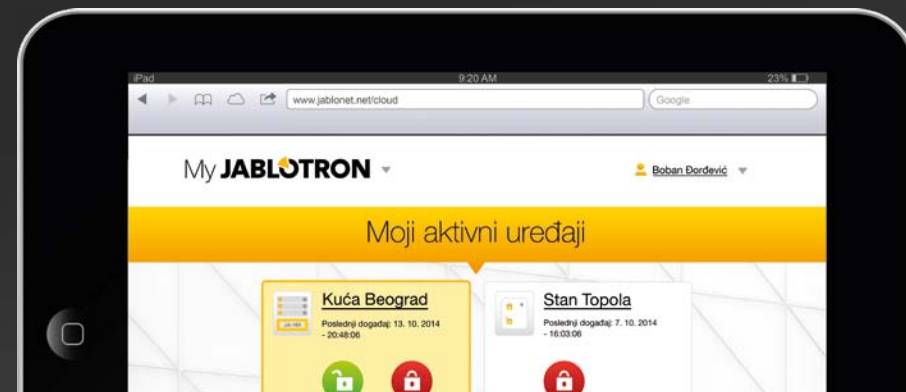 iPad 9:20 AM 23%
www.jablonet.net/cloud Google
My JABLOTRON Boban Đorđević
Moji aktivni uređaji
Kuća Beograd
Poslednji događaj: 13. 10. 2014
- 20:48:06
Stan Topola
Poslednji događaj: 7. 10. 2014
- 16:03:06